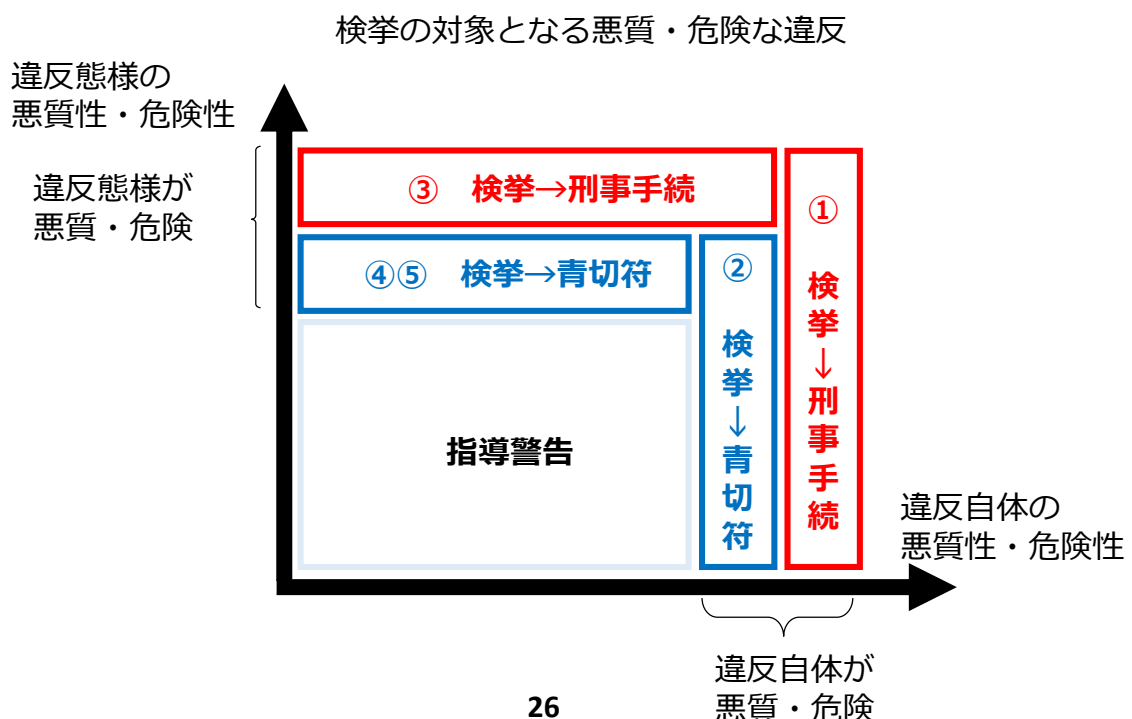 検挙の対象となる悪質・危険な違反
違反態様の
悪質性・危険性
違反態様が
悪質・危険
③ 検挙→刑事手続
①
検挙→刑事手続
④⑤ 検挙→青切符
②
検挙→青切符
指導警告
違反自体の
悪質性・危険性
違反自体が
悪質・危険
26